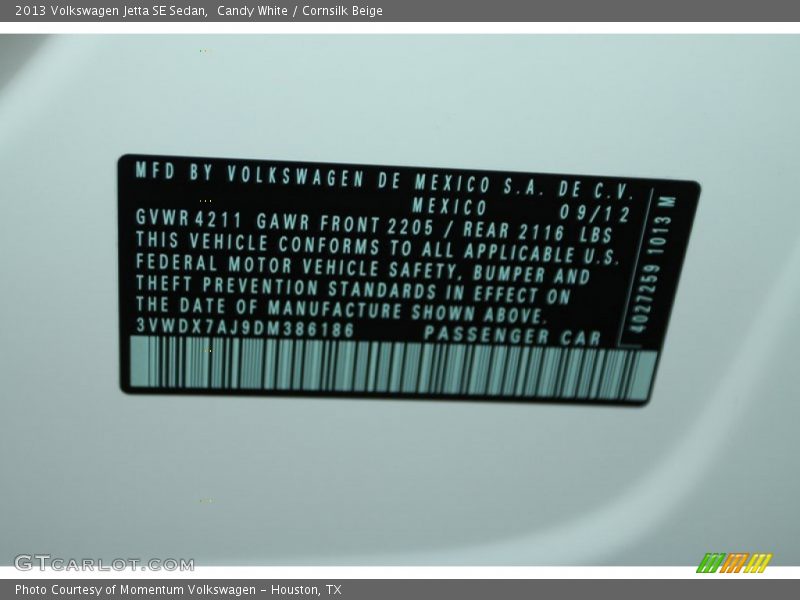 2013 Volkswagen Jetta SE Sedan, Candy White / Cornsilk Beige
MFD BY VOLKSWAGEN DE MEXICO S.A. DE C.V.
MEXICO 09/12
GVWR 4211 GAWR FRONT 2205 / REAR 2116 LBS
THIS VEHICLE CONFORMS TO ALL APPLICABLE U.S.
FEDERAL MOTOR VEHICLE SAFETY, BUMPER AND
THEFT PREVENTION STANDARDS IN EFFECT ON
THE DATE OF MANUFACTURE SHOWN ABOVE.
3VWDX7AJ9DM386186 PASSENGER CAR
4027259 1013 M
GTCARLOT.COM
Photo Courtesy of Momentum Volkswagen - Houston, TX